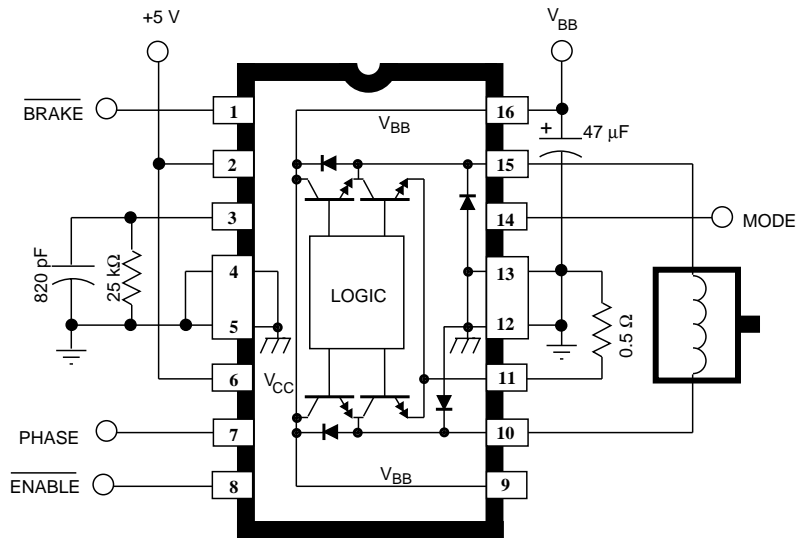 +5 V
V_BB
BRAKE
1
16
V_BB
+
47 µF
2
15
3
14
MODE
820 pF
25 kΩ
4
13
LOGIC
5
12
0.5 Ω
6
V_CC
11
PHASE
7
10
ENABLE
8
V_BB
9